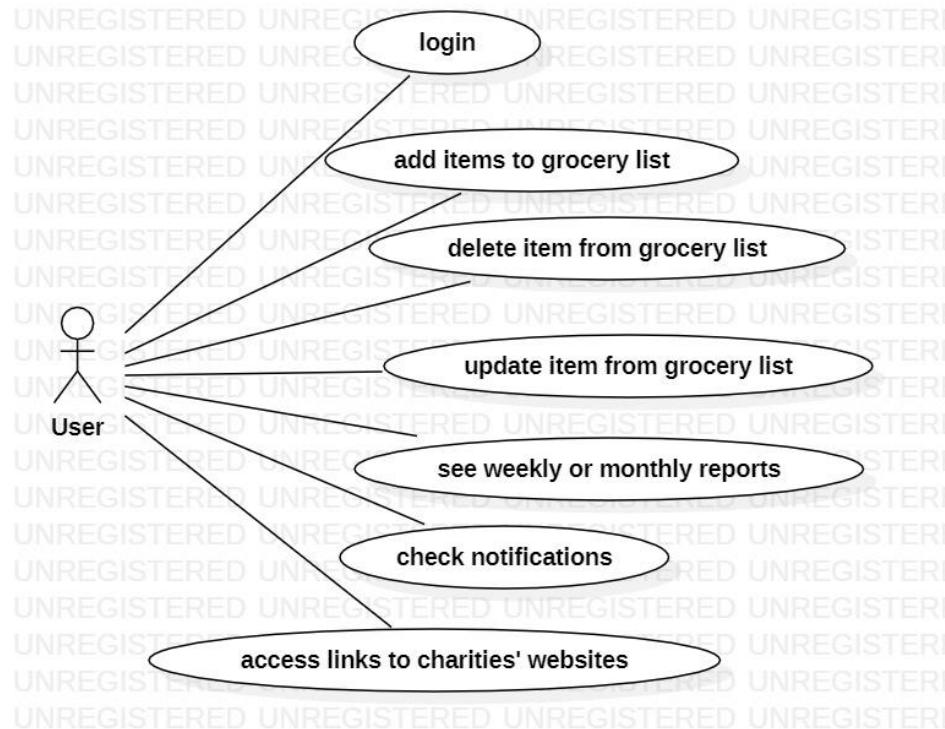 login
add items to grocery list
delete item from grocery list
update item from grocery list
User
see weekly or monthly reports
check notifications
access links to charities' websites
UNREGISTERED